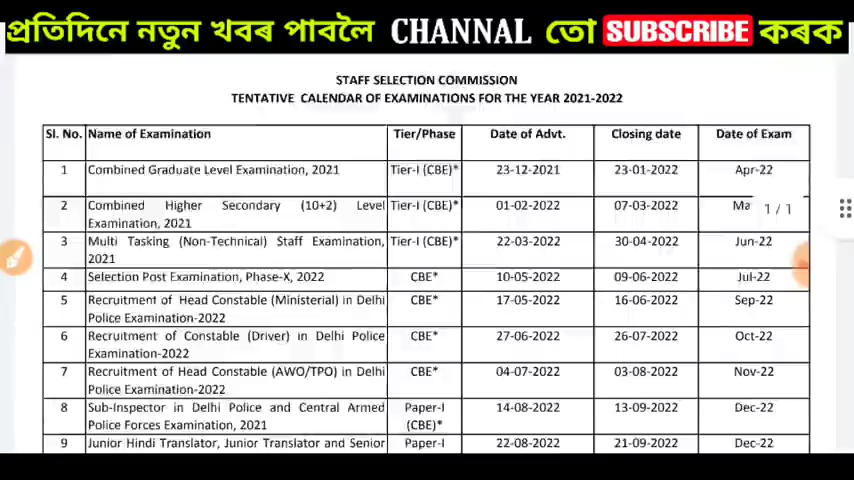 প্ৰতিদিনে নতুন খবৰ পাবলৈ CHANNAL তো SUBSCRIBE কৰক
STAFF SELECTION COMMISSION
TENTATIVE CALENDAR OF EXAMINATIONS FOR THE YEAR 2021-2022
Sl. No. Name of Examination Tier/Phase Date of Advt. Closing date Date of Exam
1 Combined Graduate Level Examination, 2021 Tier-I (CBE)* 23-12-2021 23-01-2022 Apr-22
2 Combined Higher Secondary (10+2) Level Tier-I (CBE)* 01-02-2022 07-03-2022 1/1
Examination, 2021
3 Multi Tasking (Non-Technical) Staff Examination, Tier-I (CBE)* 22-03-2022 30-04-2022 Jun-22
2021
4 Selection Post Examination, Phase-X, 2022 CBE* 10-05-2022 09-06-2022 Jul-22
5 Recruitment of Head Constable (Ministerial) in Delhi CBE* 17-05-2022 16-06-2022 Sep-22
Police Examination-2022
6 Recruitment of Constable (Driver) in Delhi Police CBE* 27-06-2022 26-07-2022 Oct-22
Examination-2022
7 Recruitment of Head Constable (AWO/TPO) in Delhi CBE* 04-07-2022 03-08-2022 Nov-22
Police Examination-2022
8 Sub-Inspector in Delhi Police and Central Armed Paper-I 14-08-2022 13-09-2022 Dec-22
Police Forces Examination, 2021 (CBE)*
9 Junior Hindi Translator, Junior Translator and Senior Paper-I 22-08-2022 21-09-2022 Dec-22